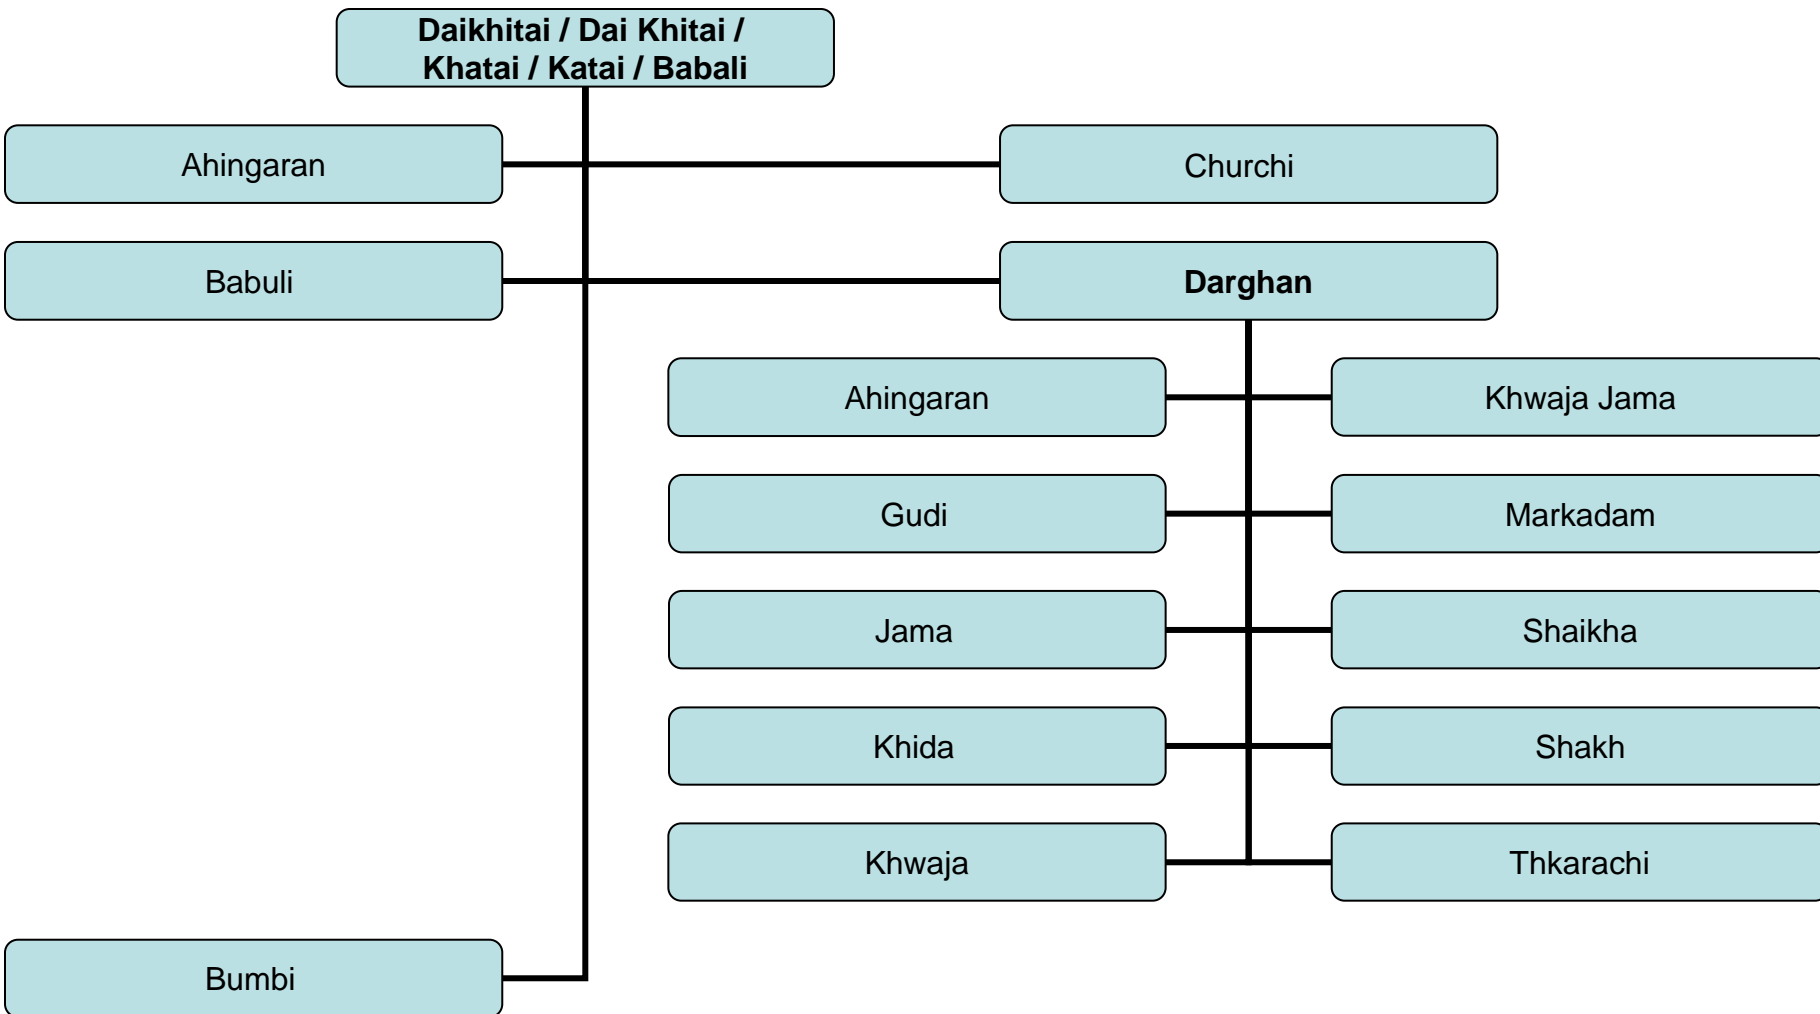 Daikhitai / Dai Khitai /
Khatai / Katai / Babali
Ahingaran
Churchi
Babuli
Darghan
Ahingaran
Khwaja Jama
Gudi
Markadam
Jama
Shaikha
Khida
Shakh
Khwaja
Thkarachi
Bumbi